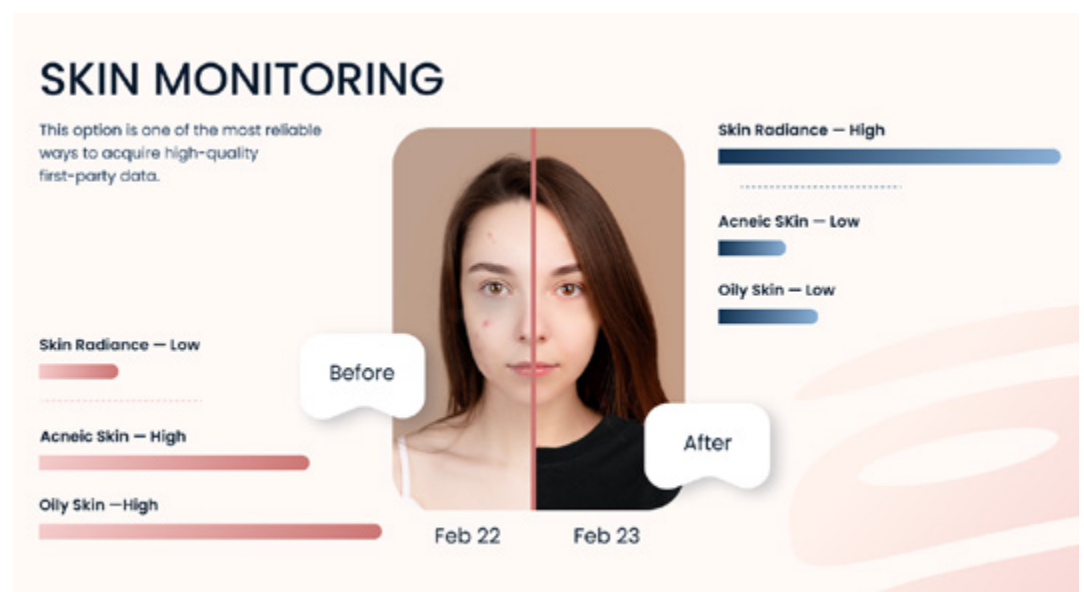 SKIN MONITORING
This option is one of the most reliable
ways to acquire high-quality
first-party data.
Skin Radiance — Low
Acneic Skin — High
Oily Skin —High
Before
Feb 22
Feb 23
After
Skin Radiance — High
Acneic SKin — Low
Oily Skin — Low